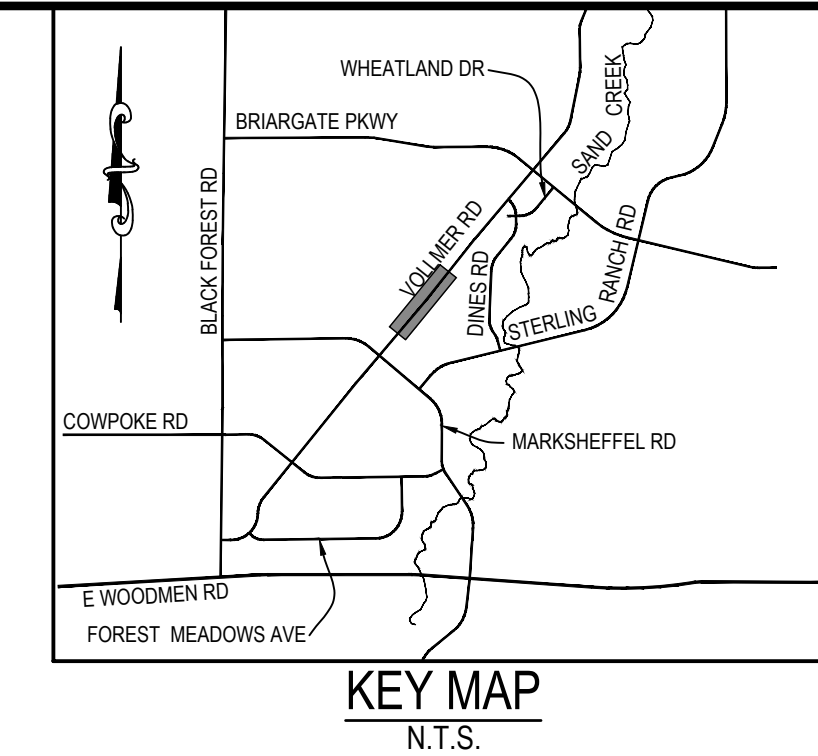 WHEATLAND DR
SAND CREEK
BRIARGATE PKWY
BLACK FOREST RD
VOLLMER RD
DINES RD
STERLING RANCH RD
COWPOKE RD
MARKSHEFFEL RD
E WOODMEN RD
FOREST MEADOWS AVE
KEY MAP
N.T.S.